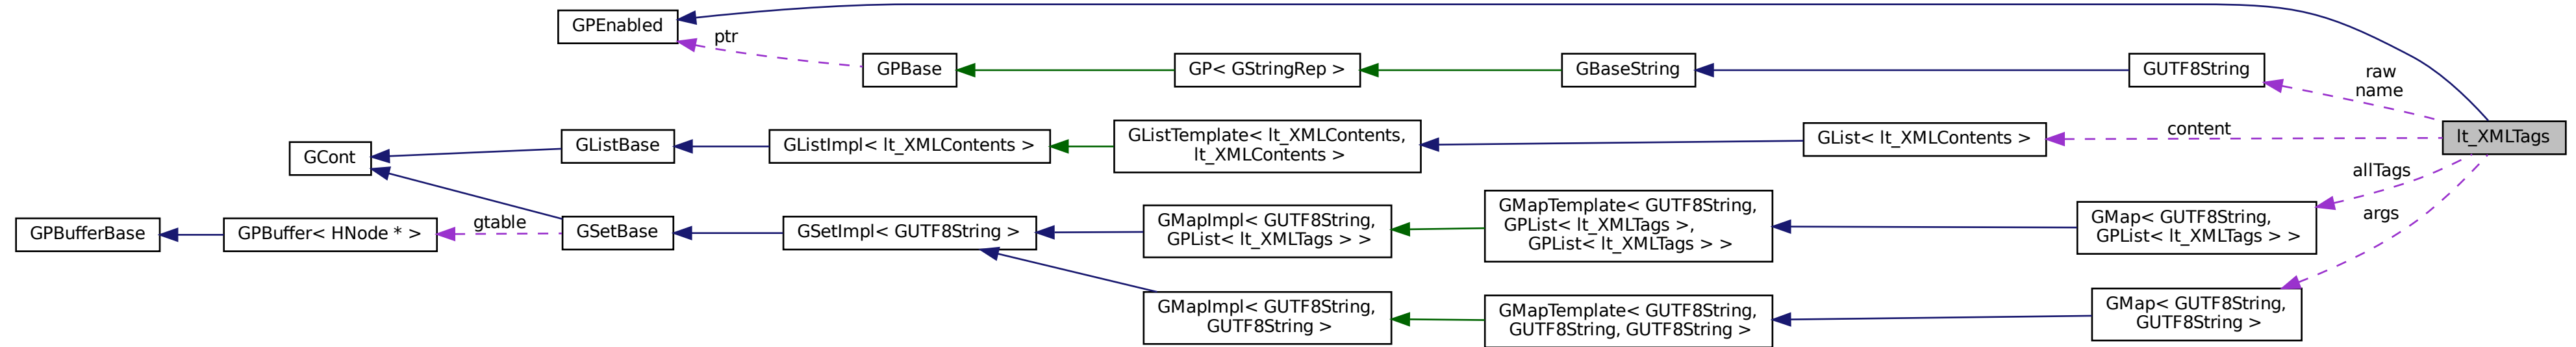 GPEnabled
ptr
GPBase
GP< GStringRep >
GBaseString
GUTF8String
raw
name
lt_XMLTags
GCont
GListBase
GListImpl< lt_XMLContents >
GListTemplate< lt_XMLContents,
lt_XMLContents >
GList< lt_XMLContents >
content
allTags
args
GPBufferBase
GPBuffer< HNode * >
gtable
GSetBase
GSetImpl< GUTF8String >
GMapImpl< GUTF8String,
GPList< lt_XMLTags > >
GMapTemplate< GUTF8String,
GPList< lt_XMLTags >,
GPList< lt_XMLTags > >
GMap< GUTF8String,
GPList< lt_XMLTags > >
GMapImpl< GUTF8String,
GUTF8String >
GMapTemplate< GUTF8String,
GUTF8String, GUTF8String >
GMap< GUTF8String,
GUTF8String >